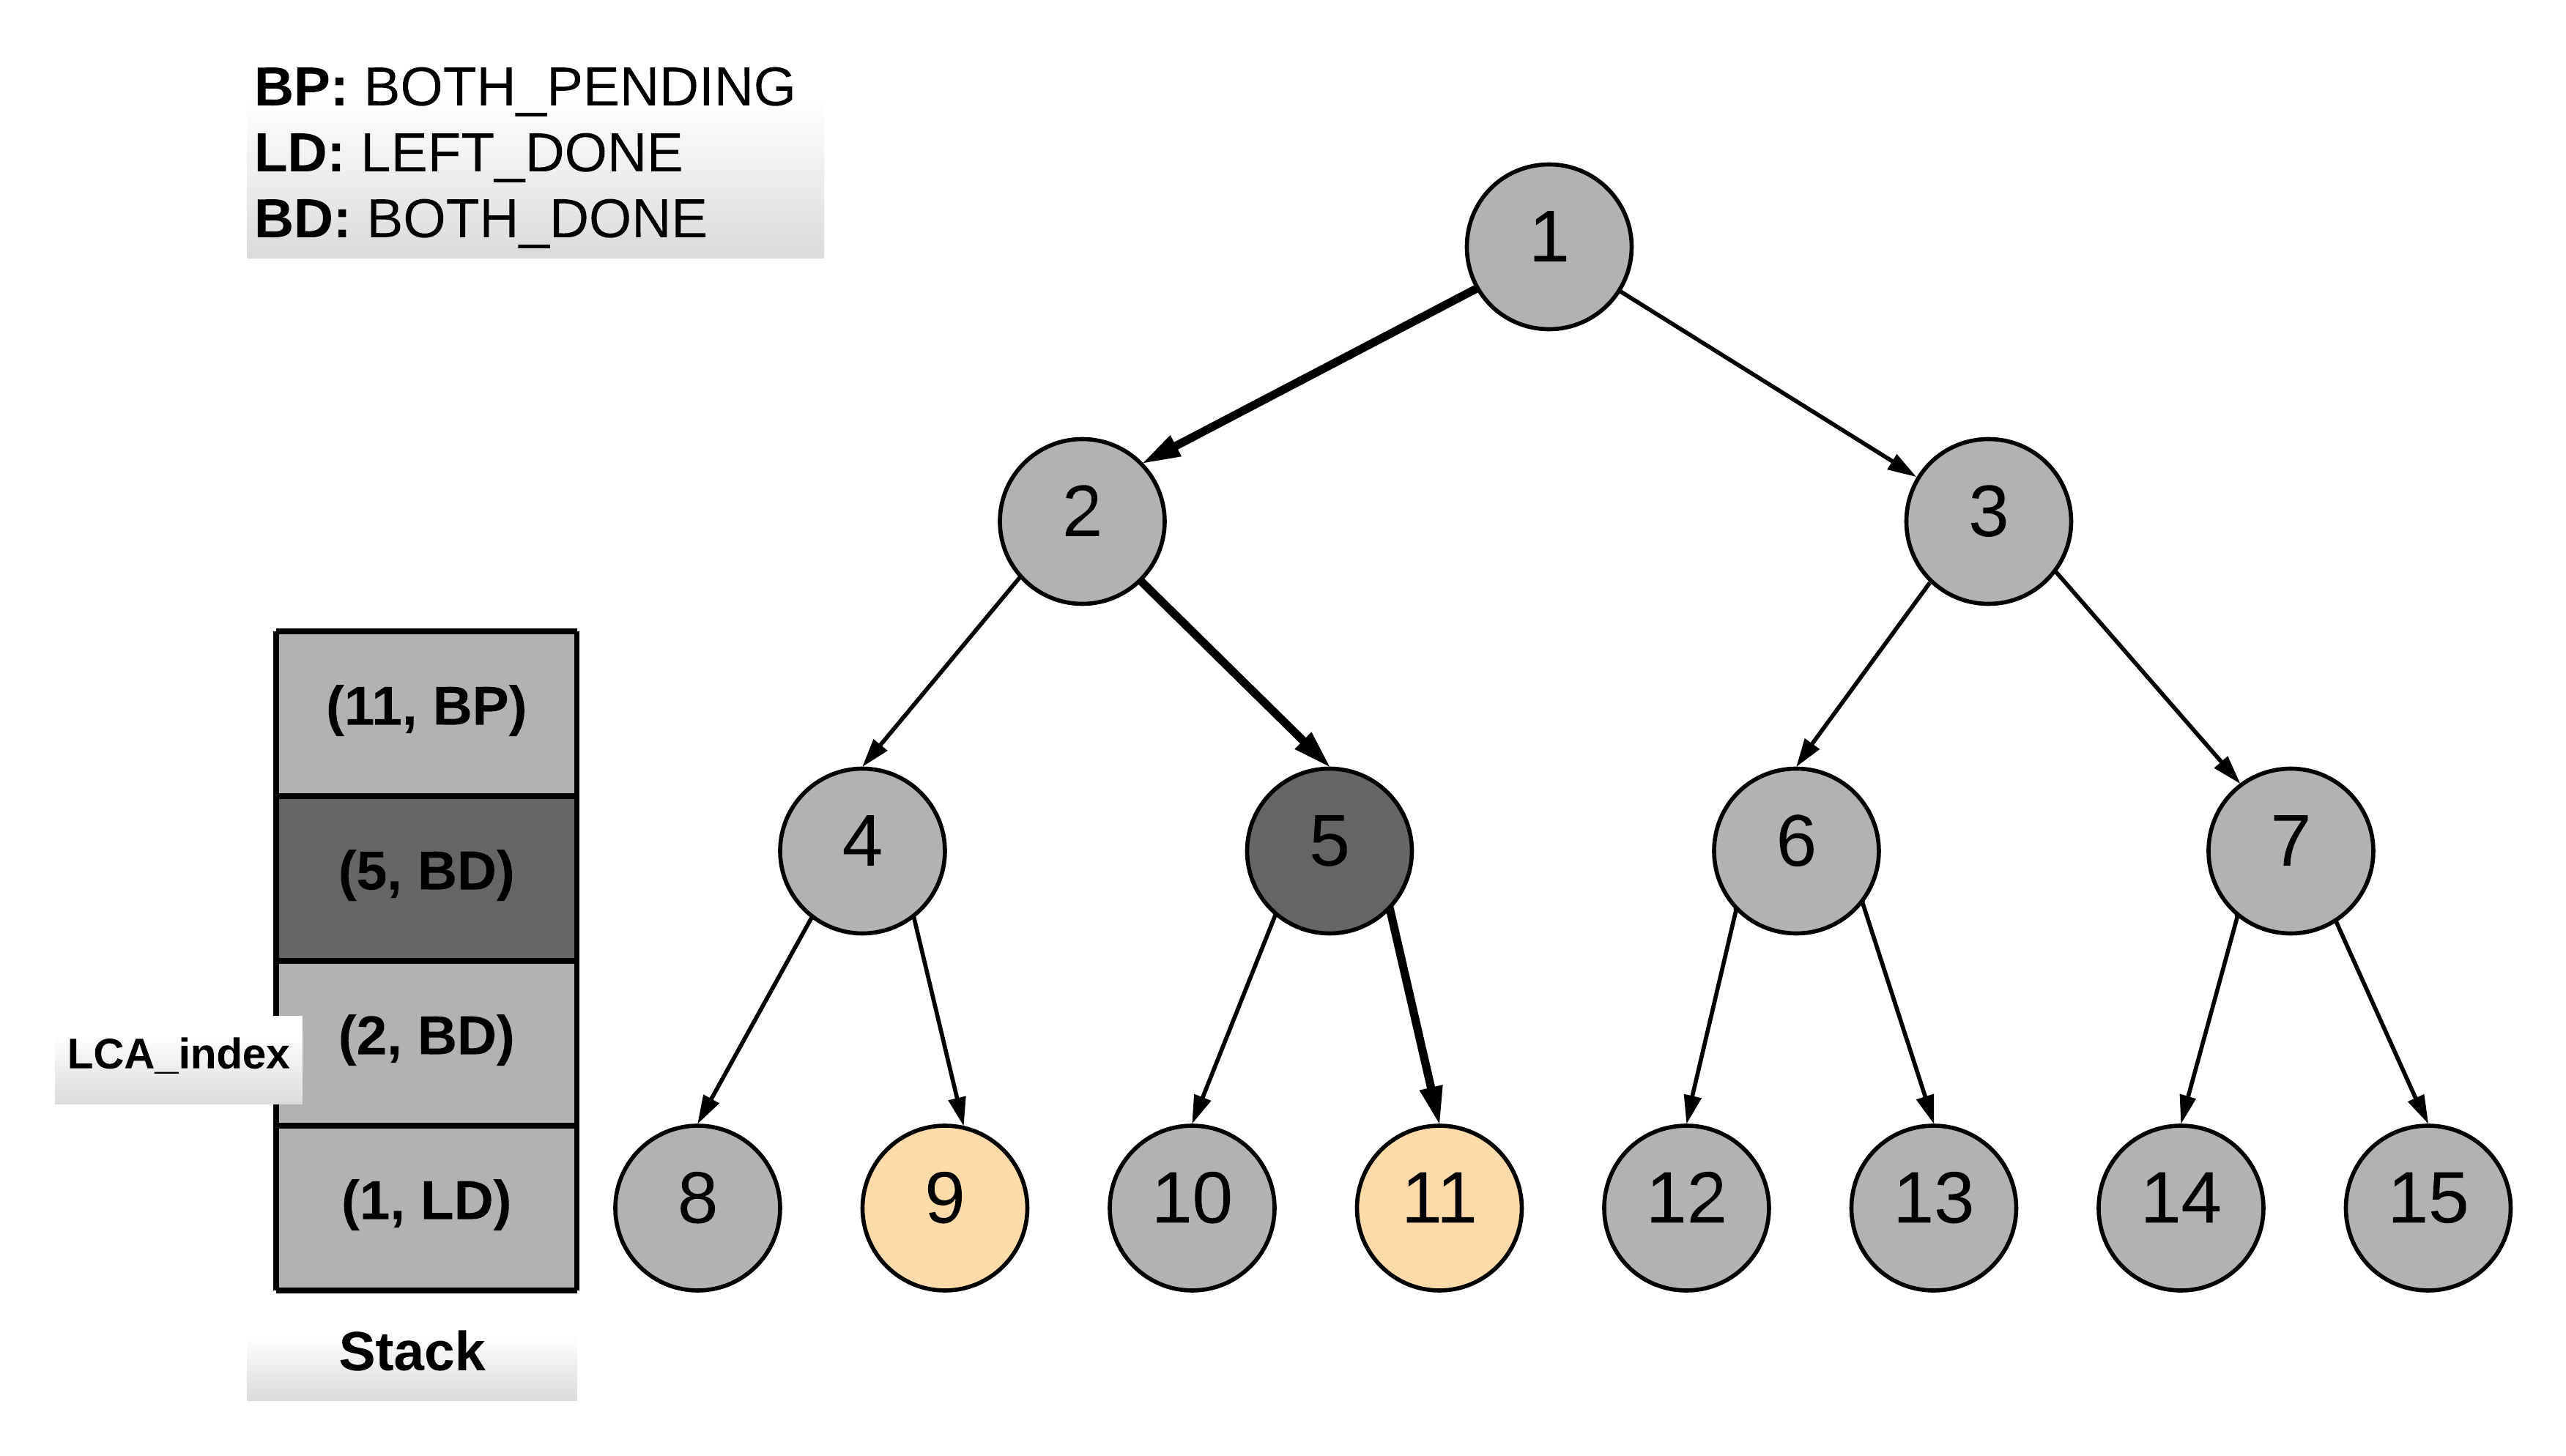 BP: BOTH_PENDING
LD: LEFT_DONE
BD: BOTH_DONE
1
2
3
4
5
6
7
8
9
10
11
12
13
14
15
(11, BP)
(5, BD)
(2, BD)
LCA_index
(1, LD)
Stack